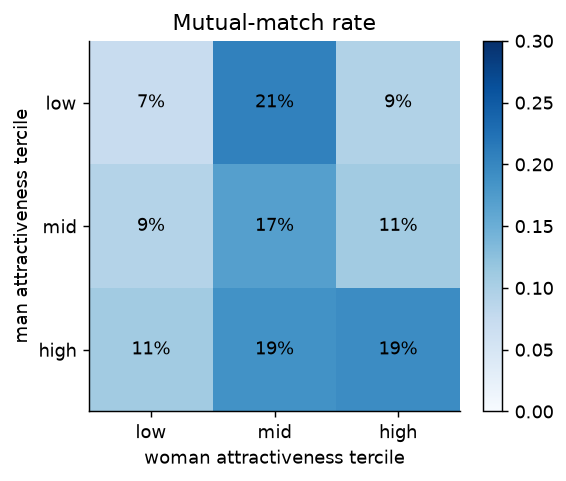 Mutual-match rate
man attractiveness tercile
low
7%
21%
9%
mid
9%
17%
11%
high
11%
19%
19%
low
mid
high
woman attractiveness tercile
0.30
0.25
0.20
0.15
0.10
0.05
0.00